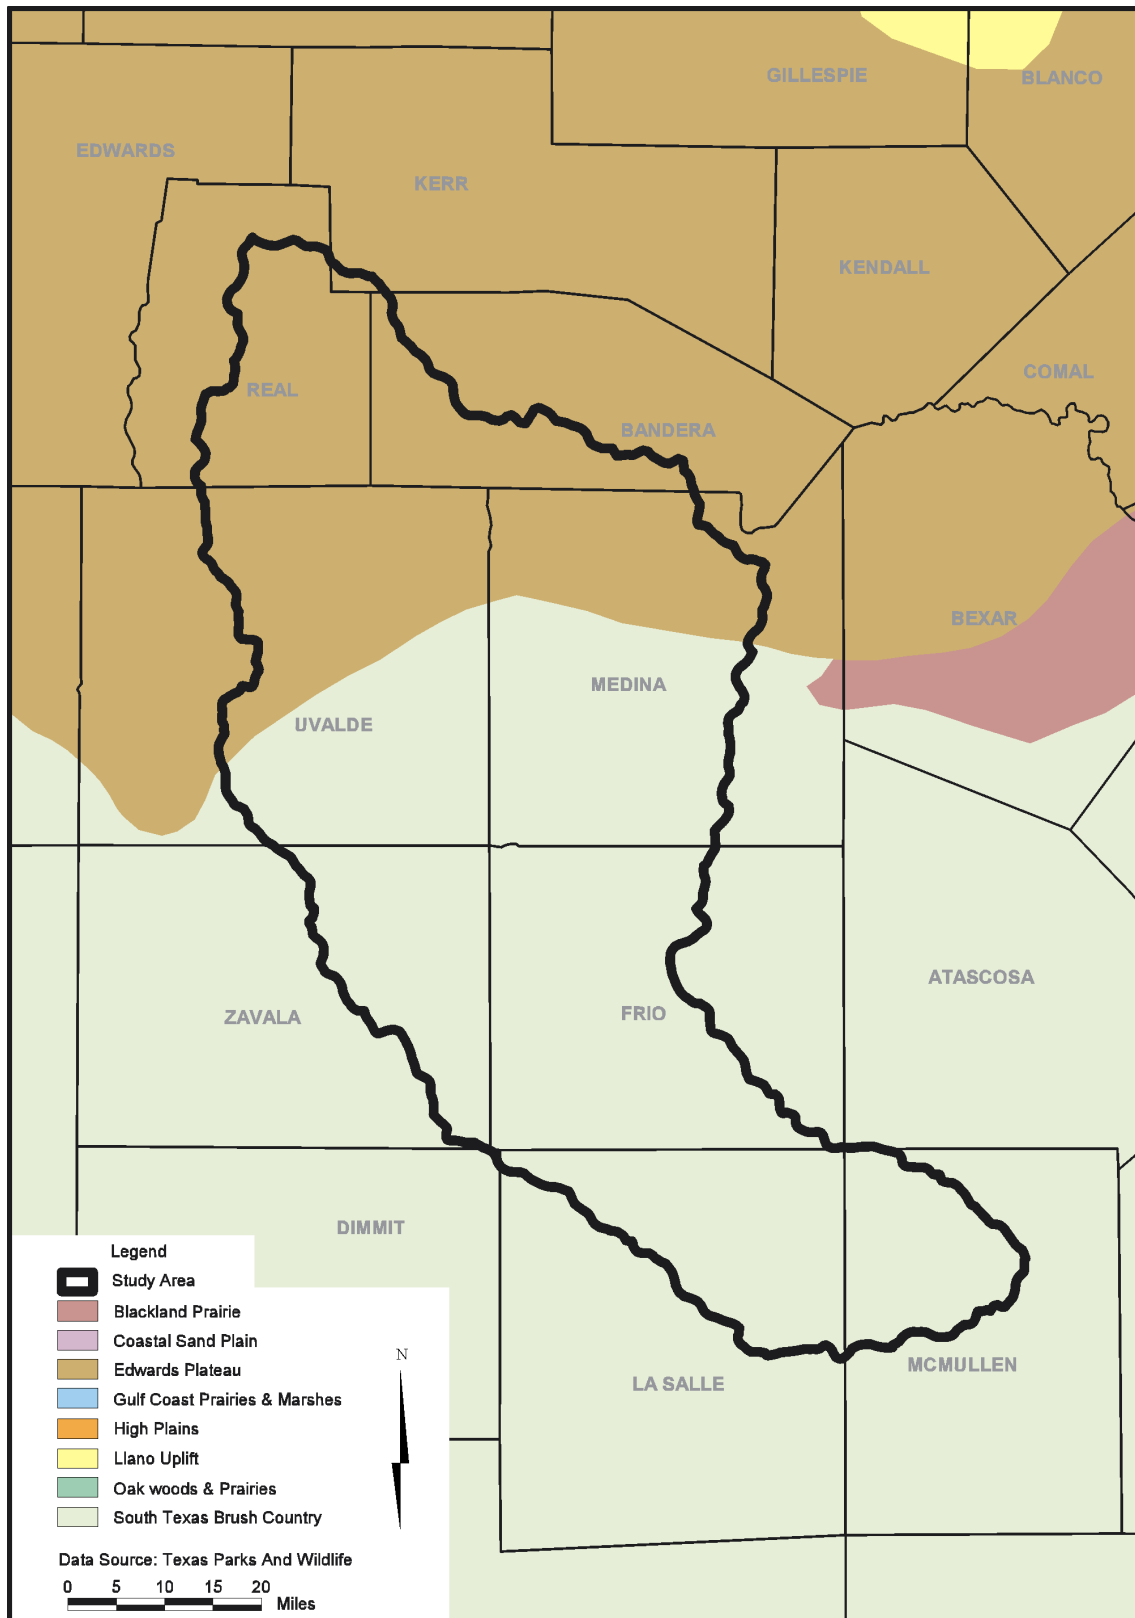 GILLESPIE
BLANCO
EDWARDS
KERR
KENDALL
COMAL
REAL
BANDERA
BEXAR
MEDINA
UVALDE
ATASCOSA
ZAVALA
FRIO
DIMMIT
MCMULLEN
LA SALLE
Legend
Study Area
Blackland Prairie
Coastal Sand Plain
Edwards Plateau
Gulf Coast Prairies & Marshes
High Plains
Llano Uplift
Oak woods & Prairies
South Texas Brush Country
N
Data Source: Texas Parks And Wildlife
0 5 10 15 20
Miles